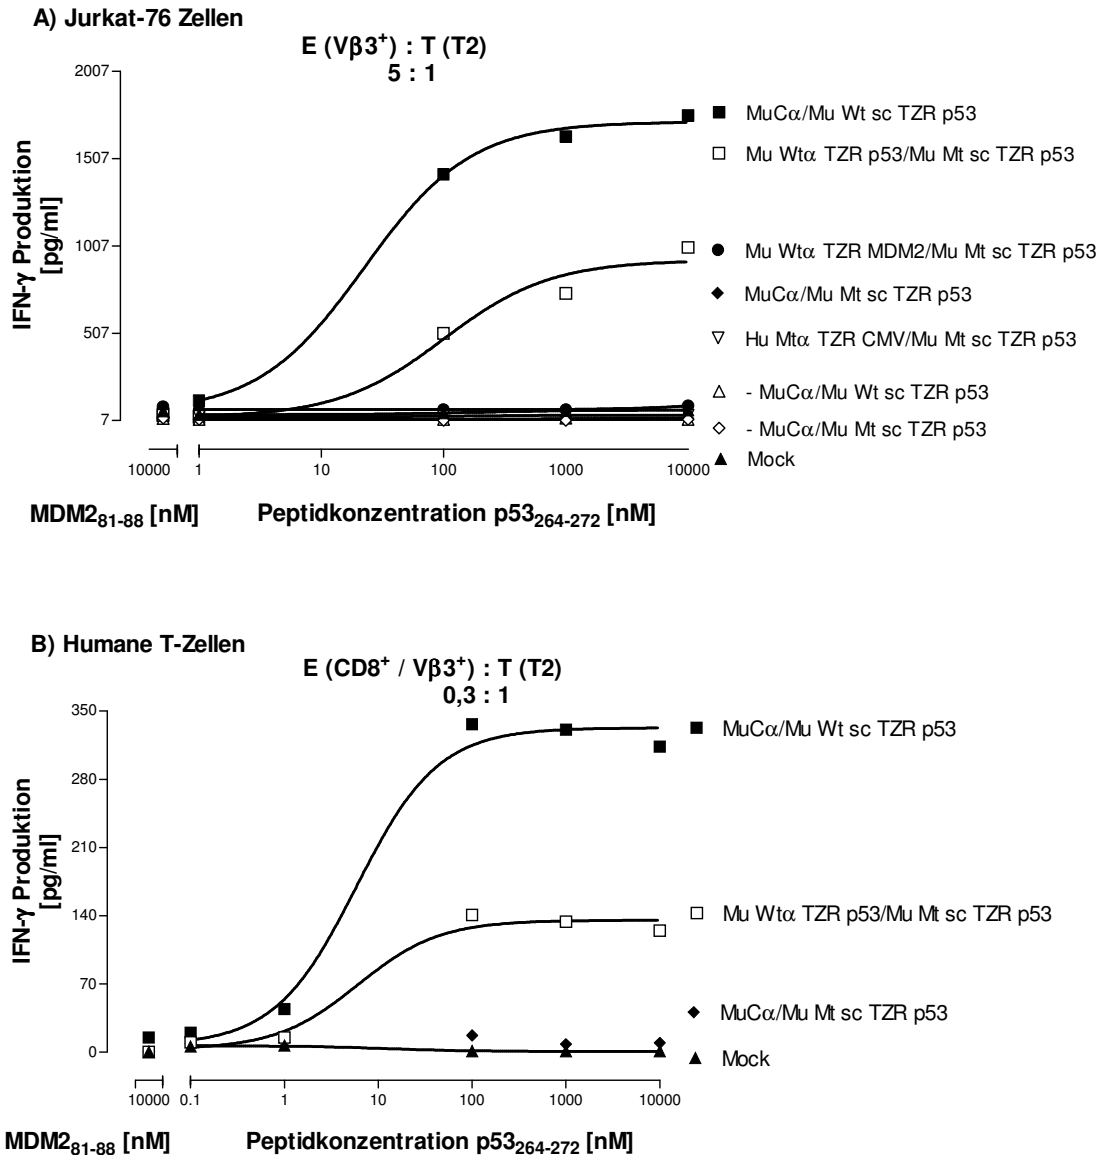 A) Jurkat-76 Zellen
E (Vβ3⁺) : T (T2)
5 : 1
IFN-γ Produktion
[pg/ml]
2007
1507
1007
507
7
MuCα/Mu Wt sc TZR p53
Mu Wtα TZR p53/Mu Mt sc TZR p53
Mu Wtα TZR MDM2/Mu Mt sc TZR p53
MuCα/Mu Mt sc TZR p53
Hu Mtα TZR CMV/Mu Mt sc TZR p53
- MuCα/Mu Wt sc TZR p53
- MuCα/Mu Mt sc TZR p53
Mock
10000 1 10 100 1000 10000
MDM2₈₁₋₈₈ [nM] Peptidkonzentration p53₂₆₄₋₂₇₂ [nM]
B) Humane T-Zellen
E (CD8⁺ / Vβ3⁺) : T (T2)
0,3 : 1
IFN-γ Produktion
[pg/ml]
350
280
210
140
70
0
MuCα/Mu Wt sc TZR p53
Mu Wtα TZR p53/Mu Mt sc TZR p53
MuCα/Mu Mt sc TZR p53
Mock
10000 0.1 1 10 100 1000 10000
MDM2₈₁₋₈₈ [nM] Peptidkonzentration p53₂₆₄₋₂₇₂ [nM]